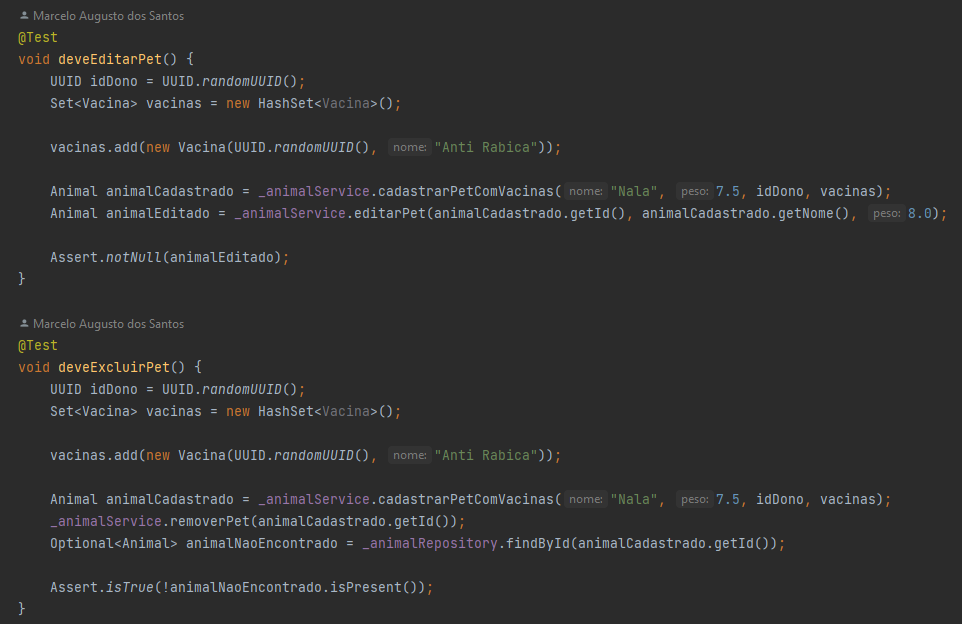 Marcelo Augusto dos Santos
@Test
void deveEditarPet() {
UUID idDono = UUID.randomUUID();
Set<Vacina> vacinas = new HashSet<Vacina>();
vacinas.add(new Vacina(UUID.randomUUID(), nome: "Anti Rabica"));
Animal animalCadastrado = _animalService.cadastrarPetComVacinas( nome: "Nala", peso: 7.5, idDono, vacinas);
Animal animalEditado = _animalService.editarPet(animalCadastrado.getId(), animalCadastrado.getNome(), peso: 8.0);
Assert.notNull(animalEditado);
}
Marcelo Augusto dos Santos
@Test
void deveExcluirPet() {
UUID idDono = UUID.randomUUID();
Set<Vacina> vacinas = new HashSet<Vacina>();
vacinas.add(new Vacina(UUID.randomUUID(), nome: "Anti Rabica"));
Animal animalCadastrado = _animalService.cadastrarPetComVacinas( nome: "Nala", peso: 7.5, idDono, vacinas);
_animalService.removerPet(animalCadastrado.getId());
Optional<Animal> animalNaoEncontrado = _animalRepository.findById(animalCadastrado.getId());
Assert.isTrue(!animalNaoEncontrado.isPresent());
}